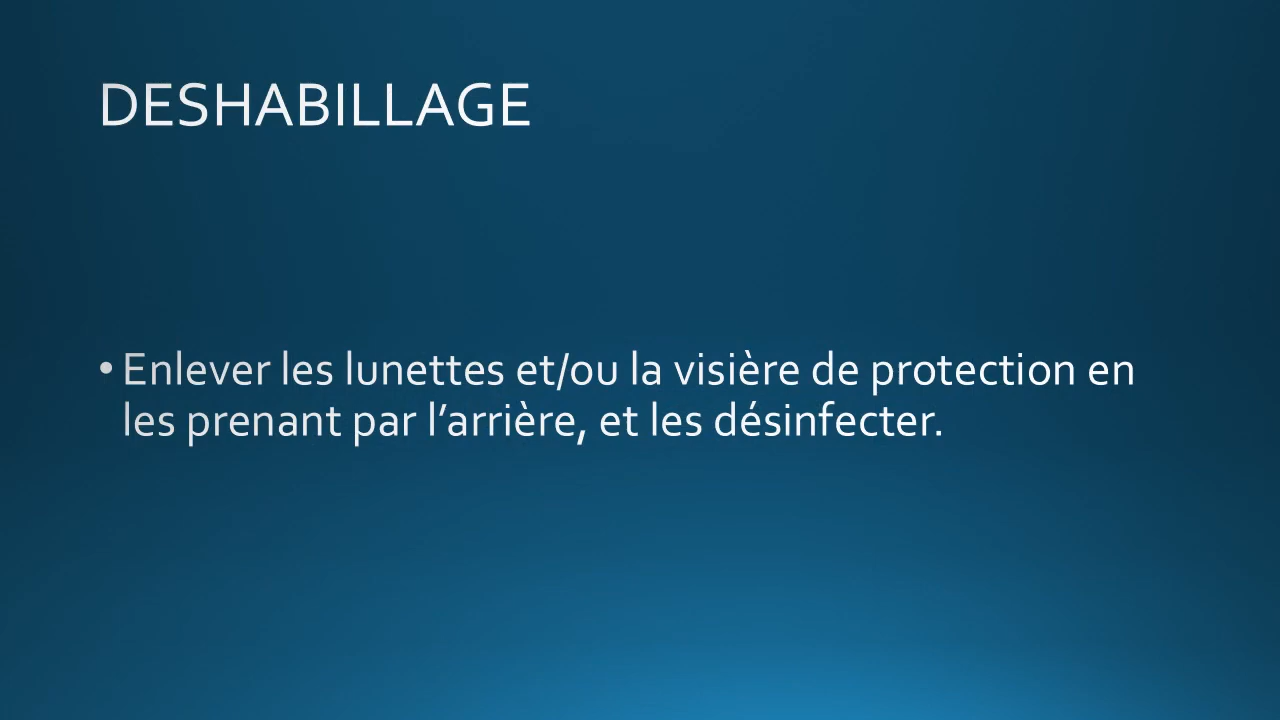 DESHABILLAGE
• Enlever les lunettes et/ou la visière de protection en
les prenant par l’arrière, et les désinfecter.